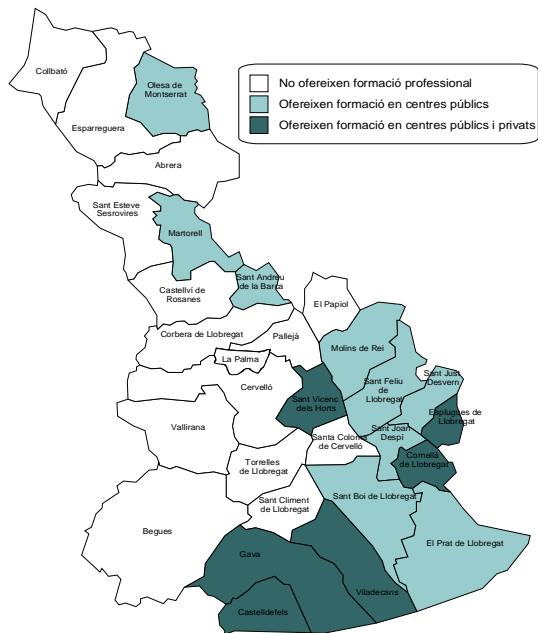 Collbató
Olesa de
Montserrat
No ofereixen formació professional
Ofereixen formació en centres públics
Ofereixen formació en centres públics i privats
Esparreguera
Abrera
Sant Esteve
Sesrovires
Martorell
Sant Andreu
de la Barca
Castellví de
Rosanes
El Papiol
Corbera de Llobregat
Pallejà
Molins de Rei
La Palma
Cervelló
Sant Just
Desvern
Sant Feliu
de
Llobregat
Sant Vicenc
dels Horts
Esplugues de
Llobregat
Vallirana
Sant Joan
Despí
Santa Coloma
de Cervelló
Cornellà
de Llobregat
Torrelles
de Llobregat
Sant Climent
de Llobregat
Sant Boi de Llobregat
Begues
El Prat de Llobregat
Gava
Viladecans
Castelldefels